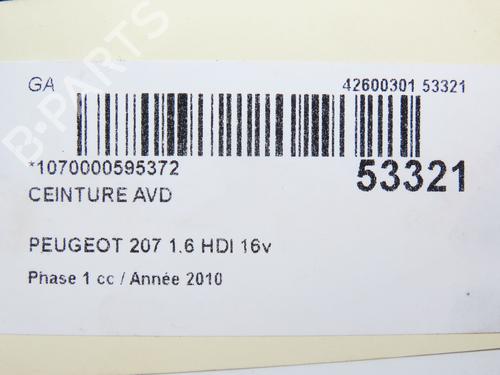 GA 42600301 53321
*1070000595372 53321
CEINTURE AVD
PEUGEOT 207 1.6 HDI 16v
Phase 1 cc / Année 2010
B-PARTS